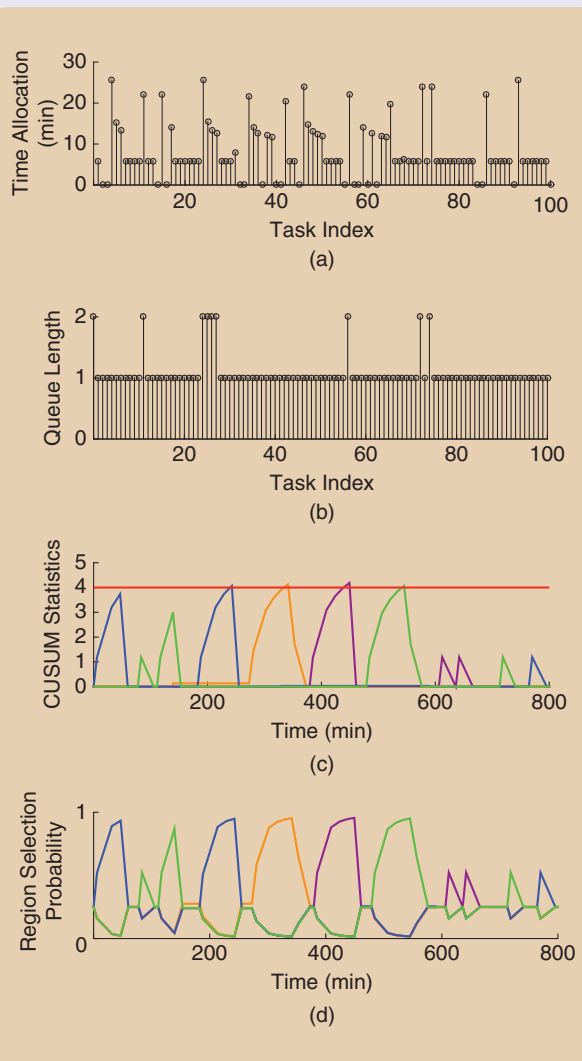 Time Allocation
(min)
30
20
10
0
20
40
60
80
100
Task Index
(a)
Queue Length
2
1
0
20
40
60
80
100
Task Index
(b)
CUSUM Statistics
5
4
3
2
1
0
200
400
600
800
Time (min)
(c)
Region Selection
Probability
1
0
200
400
600
800
Time (min)
(d)